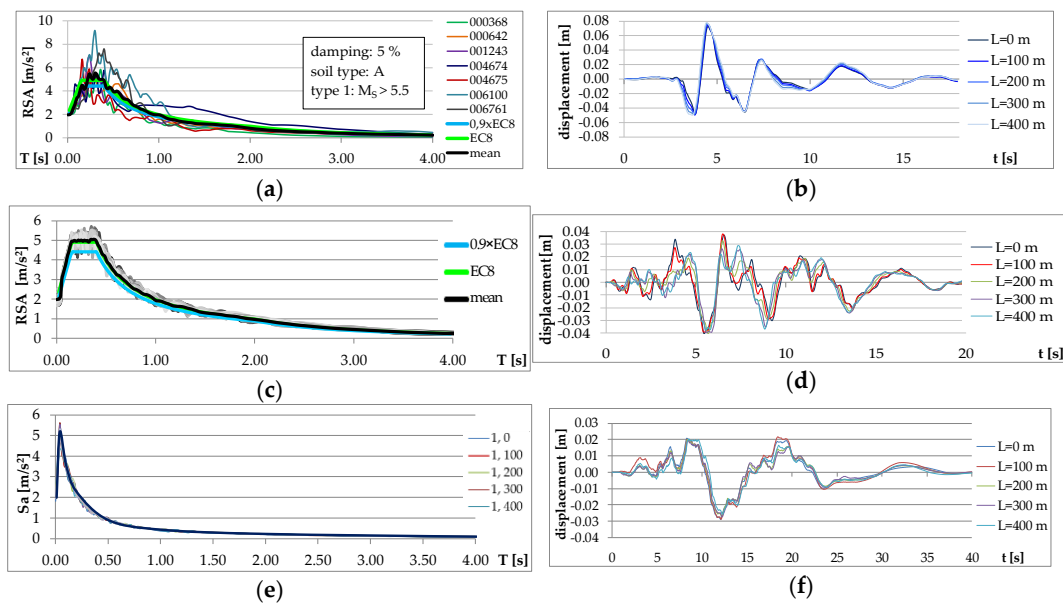 10
8
6
4
2
0
RSA [m/s²]
0.00 1.00 2.00 3.00 4.00
T [s]
damping: 5 %
soil type: A
type 1: M_S > 5.5
000368
000642
001243
004674
004675
006100
006761
0,9xEC8
EC8
mean
(a)
0.08
0.06
0.04
0.02
0.00
-0.02
-0.04
-0.06
-0.08
displacement [m]
0 5 10 15
t [s]
L=0 m
L=100 m
L=200 m
L=300 m
L=400 m
(b)
6
5
4
3
2
1
0
RSA [m/s²]
0.00 1.00 2.00 3.00 4.00
T [s]
0,9×EC8
EC8
mean
(c)
0.04
0.03
0.02
0.01
0.00
-0.01
-0.02
-0.03
-0.04
displacement[m]
0 5 10 15 20
t [s]
L=0 m
L=100 m
L=200 m
L=300 m
L=400 m
(d)
6
5
4
3
2
1
0
Sa [m/s²]
0.00 0.50 1.00 1.50 2.00 2.50 3.00 3.50 4.00
T [s]
1, 0
1, 100
1, 200
1, 300
1, 400
(e)
0.03
0.02
0.01
0.00
-0.01
-0.02
-0.03
-0.04
displacement [m]
0 5 10 15 20 25 30 35 40
t [s]
L=0 m
L=100 m
L=200 m
L=300 m
L=400 m
(f)